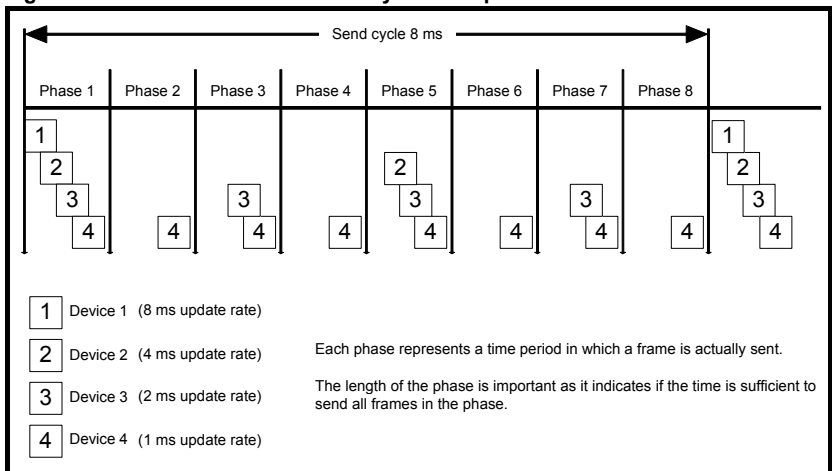 Send cycle 8 ms
Phase 1 Phase 2 Phase 3 Phase 4 Phase 5 Phase 6 Phase 7 Phase 8
1 1
2 2 2
3 3 3 3 3
4 4 4 4 4 4 4 4 4
1 Device 1 (8 ms update rate)
2 Device 2 (4 ms update rate)
3 Device 3 (2 ms update rate)
4 Device 4 (1 ms update rate)
Each phase represents a time period in which a frame is actually sent.
The length of the phase is important as it indicates if the time is sufficient to
send all frames in the phase.